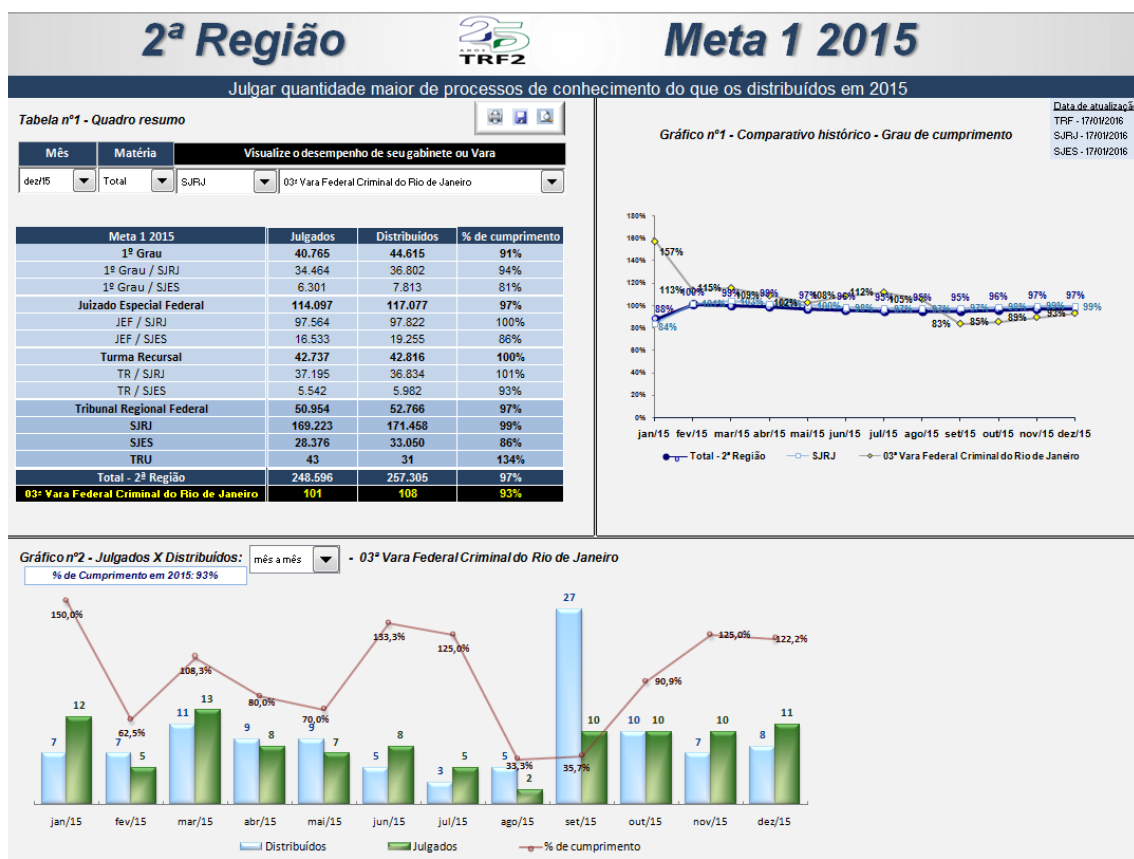 2ª Região
25
ANOS
TRF2
Meta 1 2015
Julgar quantidade maior de processos de conhecimento do que os distribuídos em 2015
Tabela nº1 - Quadro resumo
Mês Matéria Visualize o desempenho de seu gabinete ou Vara
dez/15 Total SJRJ 03ª Vara Federal Criminal do Rio de Janeiro
Meta 1 2015 Julgados Distribuídos % de cumprimento
1º Grau 40.765 44.615 91%
1º Grau / SJRJ 34.464 36.802 94%
1º Grau / SJES 6.301 7.813 81%
Juizado Especial Federal 114.097 117.077 97%
JEF / SJRJ 97.564 97.822 100%
JEF / SJES 16.533 19.255 86%
Turma Recursal 42.737 42.816 100%
TR / SJRJ 37.195 36.834 101%
TR / SJES 5.542 5.982 93%
Tribunal Regional Federal 50.954 52.766 97%
SJRJ 169.223 171.458 99%
SJES 28.376 33.050 86%
TRU 43 31 134%
Total - 2ª Região 248.596 257.305 97%
03ª Vara Federal Criminal do Rio de Janeiro 101 108 93%
Data de atualizaçã
TRF - 17/01/2016
SJRJ - 17/01/2016
SJES - 17/01/2016
Gráfico nº1 - Comparativo histórico - Grau de cumprimento
180%
160%
140%
120%
100%
80%
60%
40%
20%
0%
157%
113% 100% 115% 99% 109% 99% 102% 97% 108% 96% 112% 95% 105% 95% 95% 96% 97% 97%
88% 99%
84% 83% 85% 89% 93%
jan/15 fev/15 mar/15 abr/15 mai/15 jun/15 jul/15 ago/15 set/15 out/15 nov/15 dez/15
Total - 2ª Região SJRJ 03ª Vara Federal Criminal do Rio de Janeiro
Gráfico nº2 - Julgados X Distribuídos: mês a mês - 03ª Vara Federal Criminal do Rio de Janeiro
% de Cumprimento em 2015: 93%
150,0% 62,5% 108,3% 80,0% 70,0% 133,3% 125,0% 33,3% 35,7% 90,9% 125,0% 122,2%
7 12 7 5 11 13 9 8 9 7 5 8 3 5 5 2 27 10 10 10 7 10 8 11
jan/15 fev/15 mar/15 abr/15 mai/15 jun/15 jul/15 ago/15 set/15 out/15 nov/15 dez/15
Distribuídos Julgados % de cumprimento